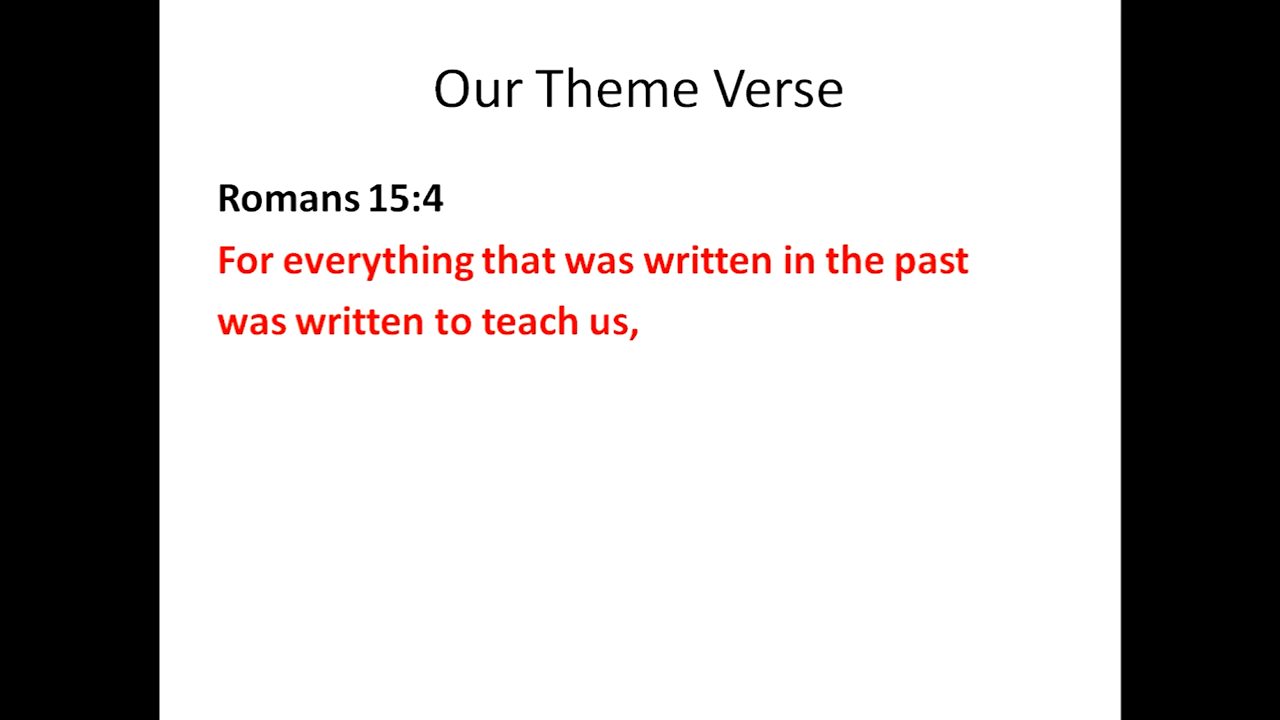 Our Theme Verse
Romans 15:4
For everything that was written in the past
was written to teach us,